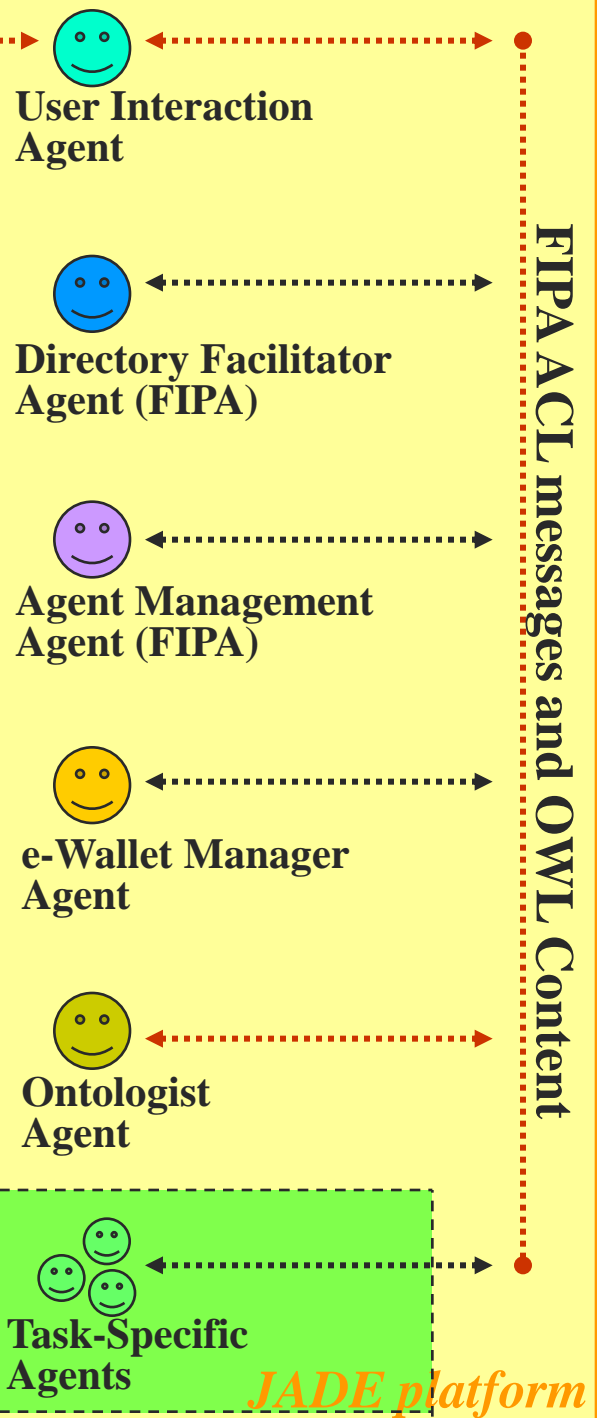 User Interaction
Agent
Directory Facilitator
Agent (FIPA)
Agent Management
Agent (FIPA)
e-Wallet Manager
Agent
Ontologist
Agent
Task-Specific
Agents
JADE platform
FIPA ACL messages and OWL Content